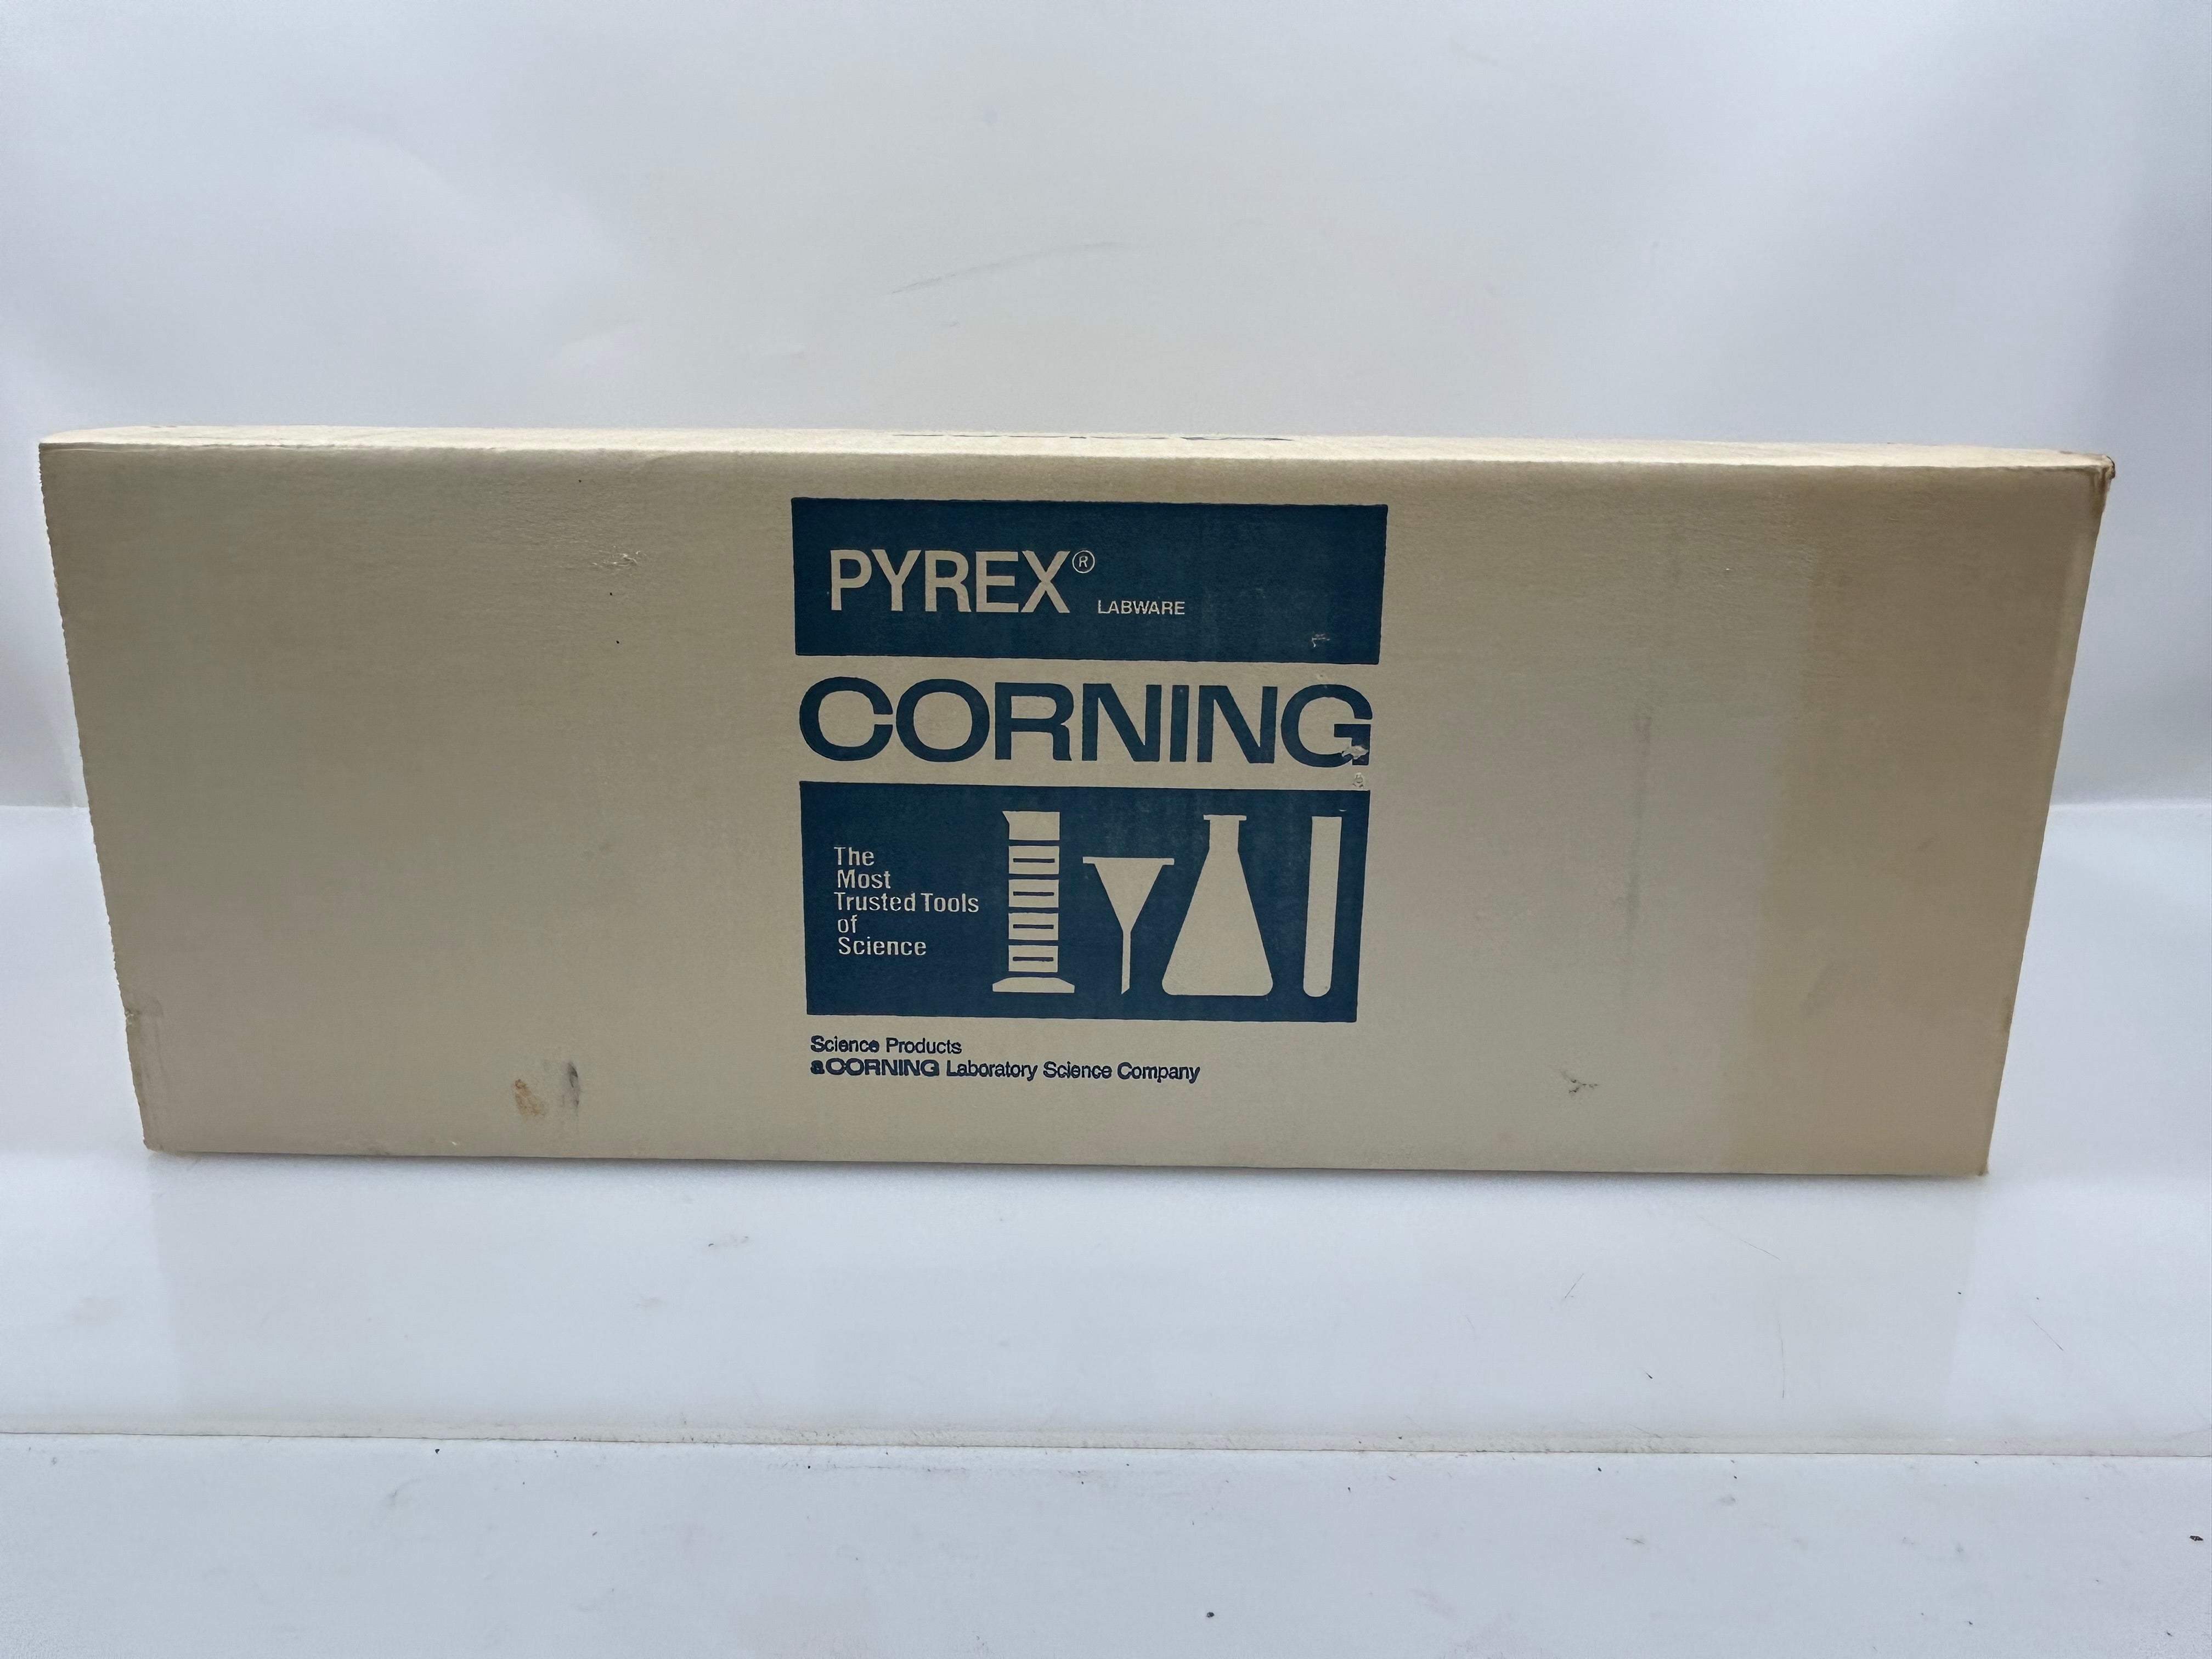 PYREX® LABWARE
CORNING
The
Most
Trusted Tools
of
Science
Science Products
a CORNING Laboratory Science Company